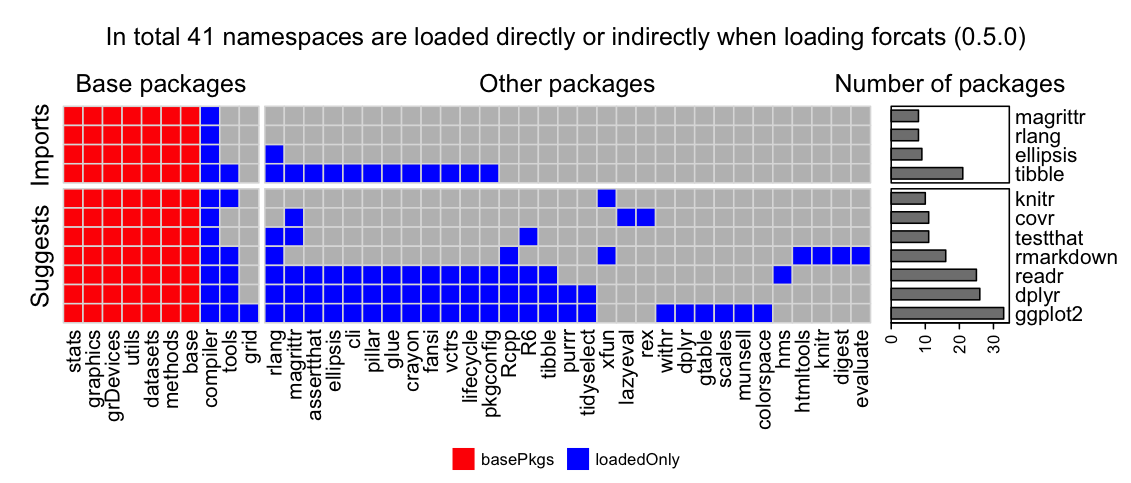 In total 41 namespaces are loaded directly or indirectly when loading forcats (0.5.0)
Base packages
Other packages
Number of packages
Imports
magrittr
rlang
ellipsis
tibble
Suggests
knitr
covr
testthat
rmarkdown
readr
dplyr
ggplot2
stats
graphics
grDevices
utils
datasets
methods
base
compiler
tools
grid
rlang
magrittr
assertthat
ellipsis
cli
pillar
glue
crayon
fansi
vctrs
lifecycle
pkgconfig
Rcpp
R6
tibble
purrr
tidyselect
xfun
lazyeval
rex
withr
dplyr
gtable
scales
munsell
colorspace
hms
htmltools
knitr
digest
evaluate
0
10
20
30
basePkgs
loadedOnly